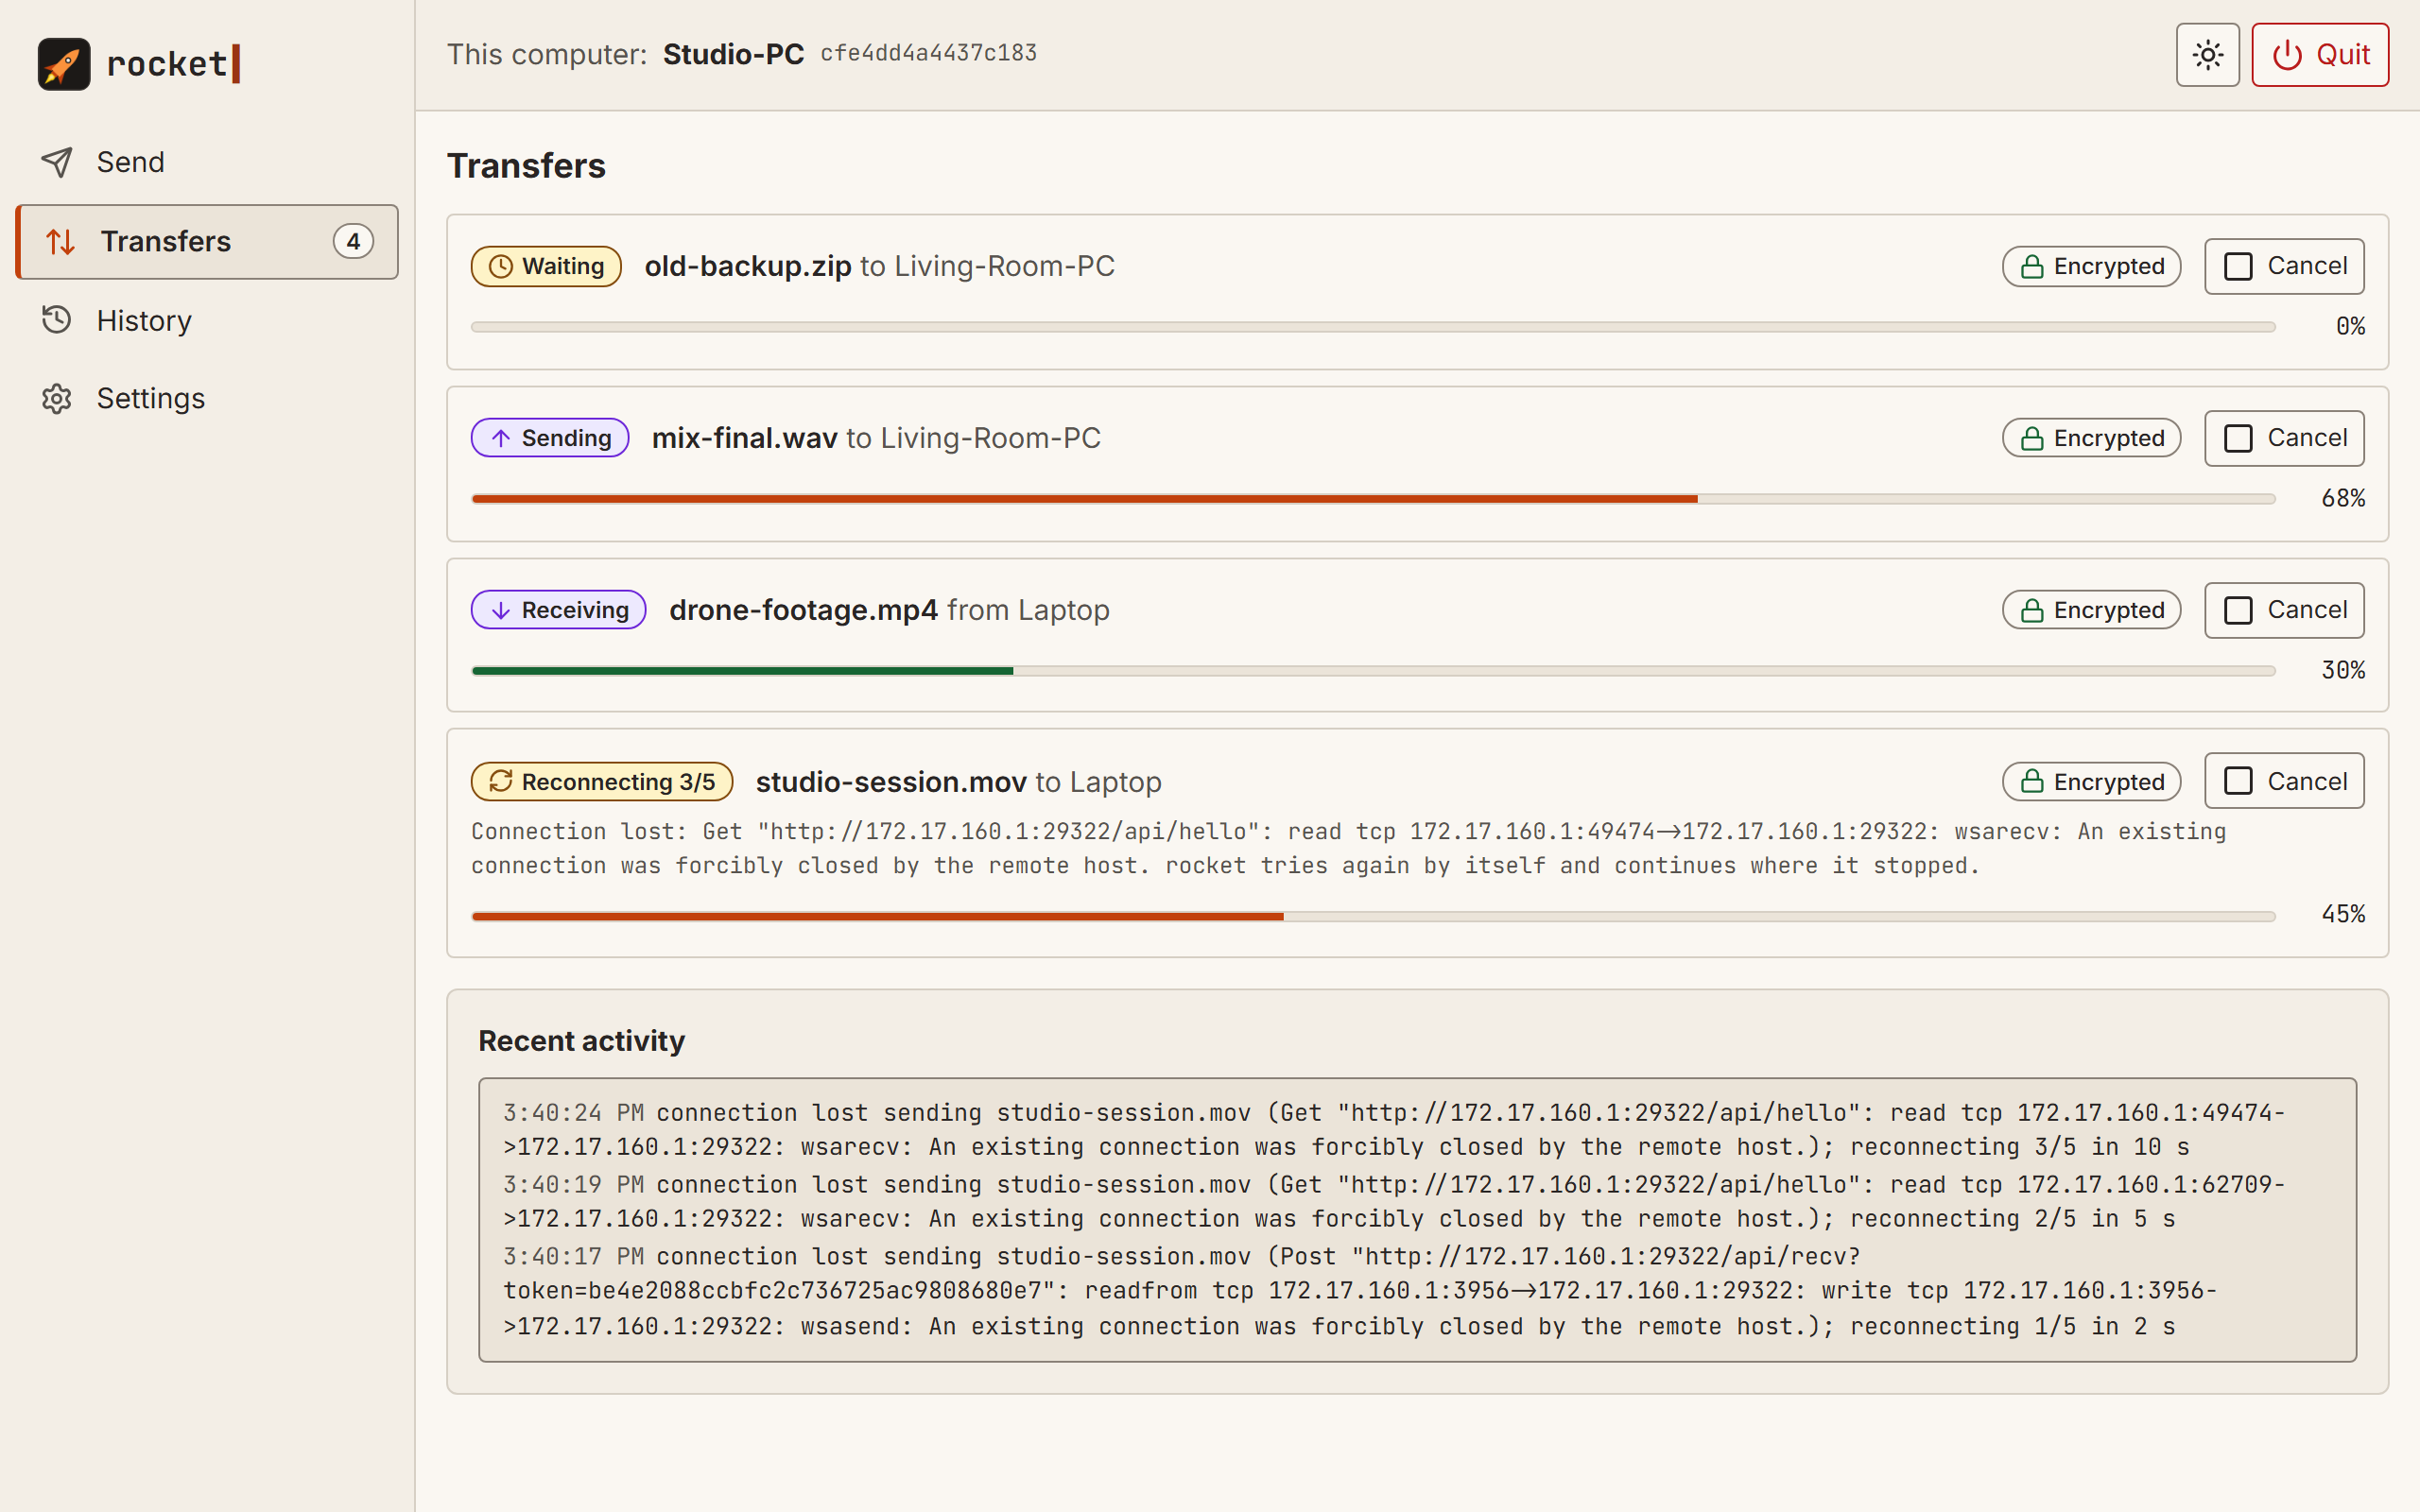 rocket
This computer: Studio-PC cfe4dd4a4437c183
Quit
Send
Transfers 4
History
Settings
Transfers
Waiting old-backup.zip to Living-Room-PC Encrypted Cancel
0%
Sending mix-final.wav to Living-Room-PC Encrypted Cancel
68%
Receiving drone-footage.mp4 from Laptop Encrypted Cancel
30%
Reconnecting 3/5 studio-session.mov to Laptop Encrypted Cancel
Connection lost: Get "http://172.17.160.1:29322/api/hello": read tcp 172.17.160.1:49474->172.17.160.1:29322: wsarecv: An existing
connection was forcibly closed by the remote host. rocket tries again by itself and continues where it stopped.
45%
Recent activity
3:40:24 PM connection lost sending studio-session.mov (Get "http://172.17.160.1:29322/api/hello": read tcp 172.17.160.1:49474-
>172.17.160.1:29322: wsarecv: An existing connection was forcibly closed by the remote host.); reconnecting 3/5 in 10 s
3:40:19 PM connection lost sending studio-session.mov (Get "http://172.17.160.1:29322/api/hello": read tcp 172.17.160.1:62709-
>172.17.160.1:29322: wsarecv: An existing connection was forcibly closed by the remote host.); reconnecting 2/5 in 5 s
3:40:17 PM connection lost sending studio-session.mov (Post "http://172.17.160.1:29322/api/recv?
token=be4e2088ccbfc2c736725ac9808680e7": readfrom tcp 172.17.160.1:3956->172.17.160.1:29322: write tcp 172.17.160.1:3956-
>172.17.160.1:29322: wsasend: An existing connection was forcibly closed by the remote host.); reconnecting 1/5 in 2 s